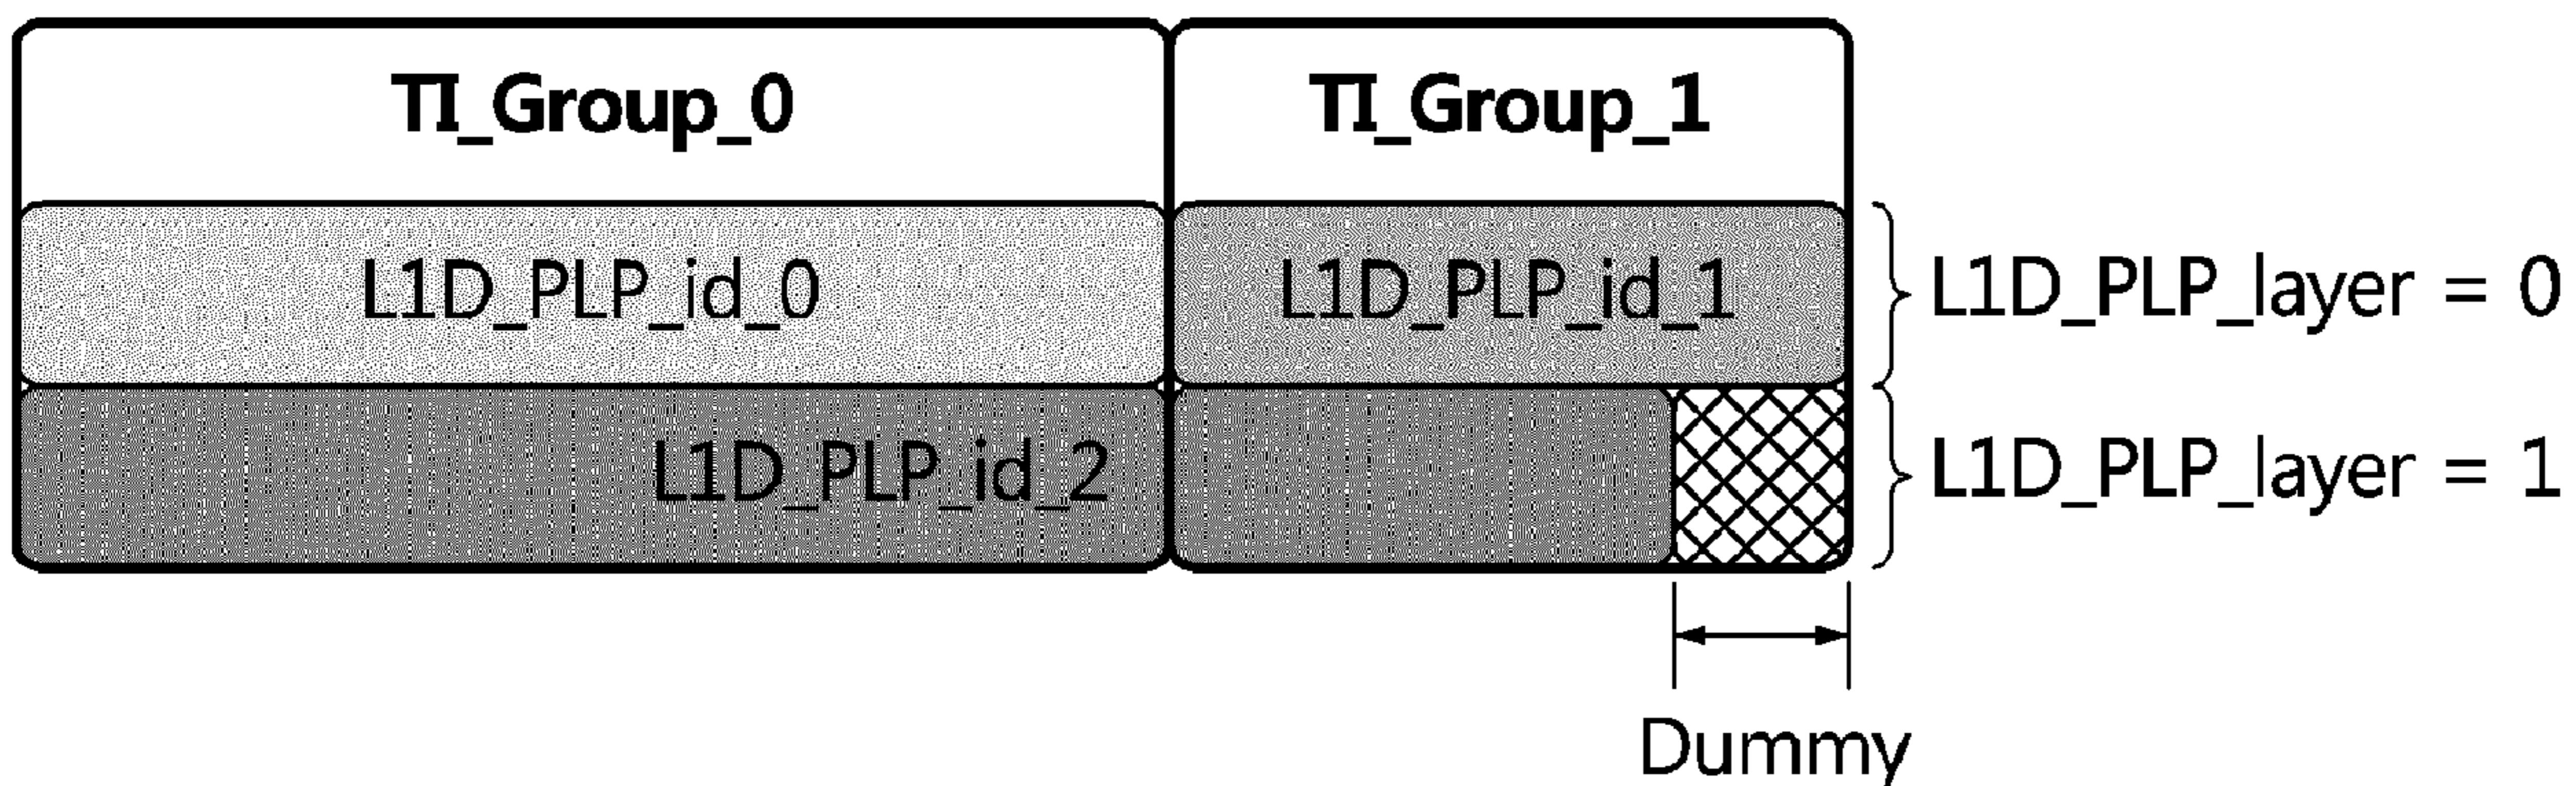 TI_Group_0 TI_Group_1
L1D_PLP_id_0 L1D_PLP_id_1 L1D_PLP_layer = 0
L1D_PLP_id_2 L1D_PLP_layer = 1
Dummy